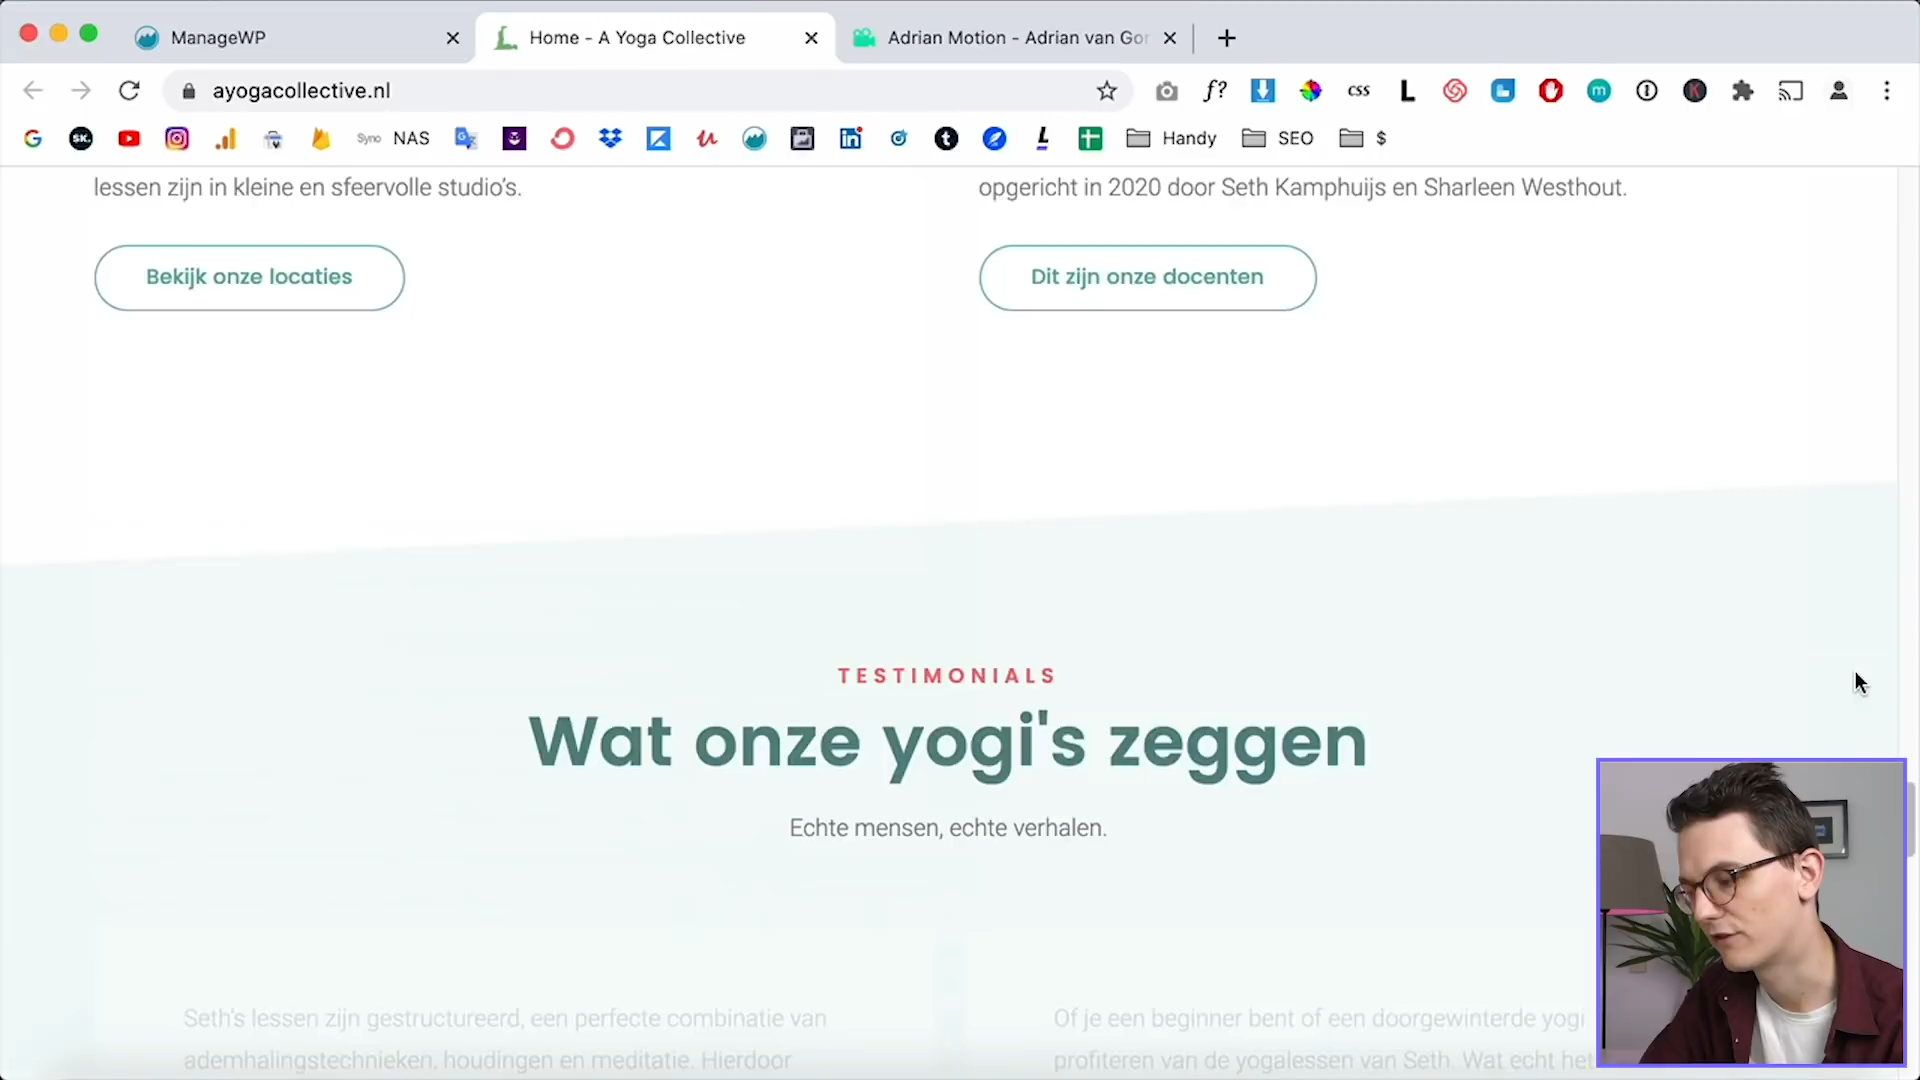 ManageWP
Home - A Yoga Collective
Adrian Motion - Adrian van Gor
ayogacollective.nl
f?
css
L
m
K
G
SK.
Syno
NAS
t
Handy
SEO
$
lessen zijn in kleine en sfeervolle studio's.
opgericht in 2020 door Seth Kamphuijs en Sharleen Westhout.
Bekijk onze locaties
Dit zijn onze docenten
TESTIMONIALS
Wat onze yogi's zeggen
Echte mensen, echte verhalen.
Seth's lessen zijn gestructureerd, een perfecte combinatie van
ademhalingstechnieken, houdingen en meditatie. Hierdoor
Of je een beginner bent of een doorgewinterde yogi
profiteren van de yogalessen van Seth. Wat echt het